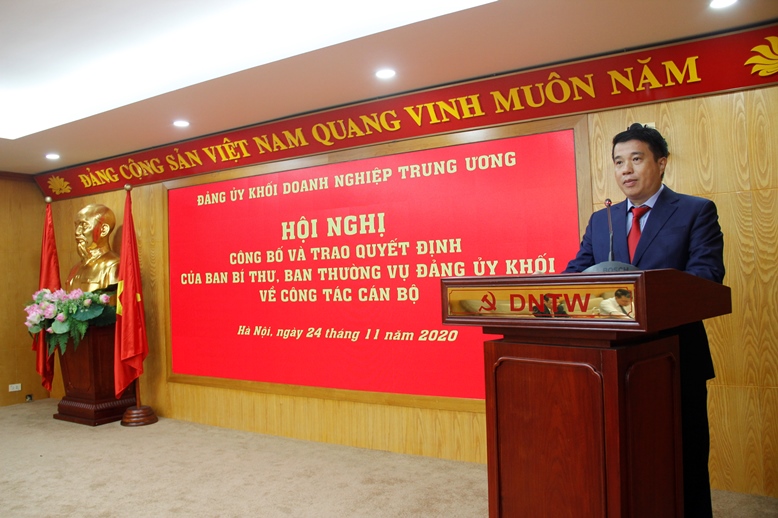 ĐẢNG CỘNG SẢN VIỆT NAM QUANG VINH MUÔN NĂM
ĐẢNG ỦY KHỐI DOANH NGHIỆP TRUNG ƯƠNG
HỘI NGHỊ
CÔNG BỐ VÀ TRAO QUYẾT ĐỊNH
CỦA BAN BÍ THƯ, BAN THƯỜNG VỤ ĐẢNG ỦY KHỐI
VỀ CÔNG TÁC CÁN BỘ
Hà Nội, ngày 24 tháng 11 năm 2020
BOSCH
DNTW